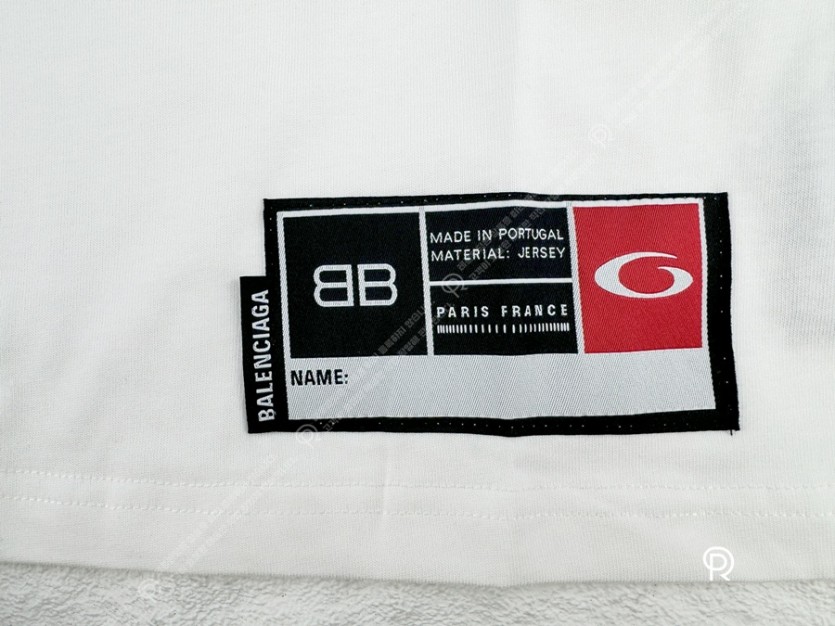 BB
MADE IN PORTUGAL
MATERIAL: JERSEY
PARIS FRANCE
BALENCIAGA
NAME: